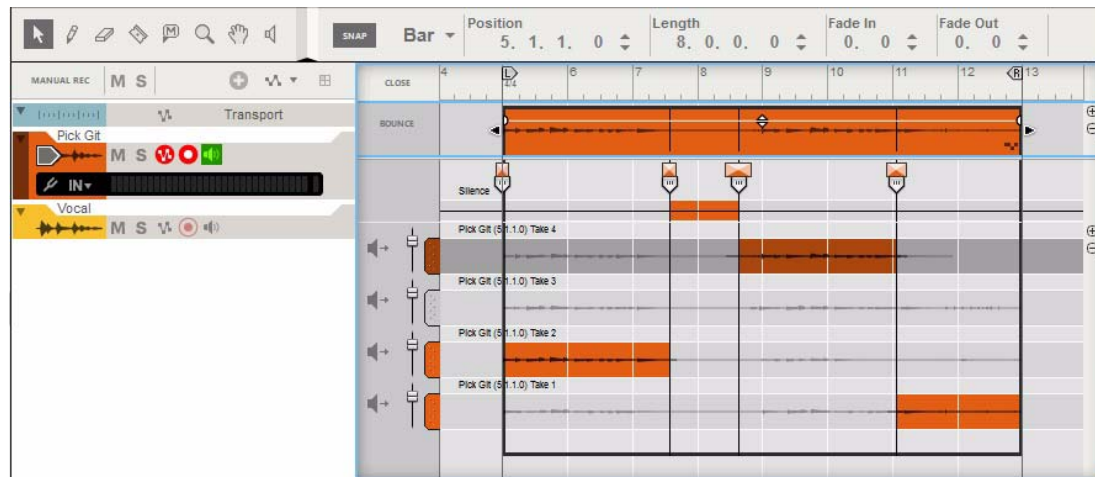 SNAP Bar Position 5. 1. 1. 0 Length 8. 0. 0. 0 Fade In 0. 0 Fade Out 0. 0
MANUAL REC M S CLOSE 4 L 4/4 6 7 8 9 10 11 12 R 13
Transport
BOUNCE
Pick Git
M S
IN
Silence
Vocal
M S
Pick Git (5.1.1.0) Take 4
Pick Git (5.1.1.0) Take 3
Pick Git (5.1.1.0) Take 2
Pick Git (5.1.1.0) Take 1